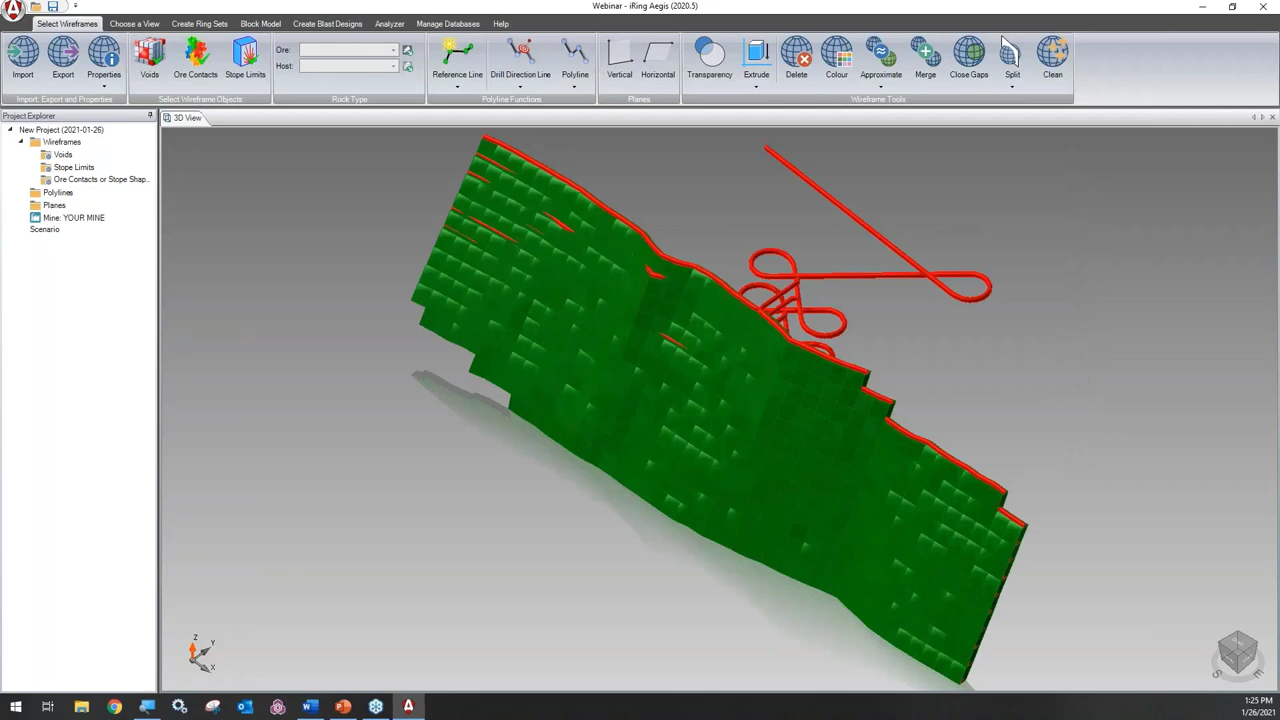 Webinar - iRing Aegis (2020.5)
Select Wireframes Choose a View Create Ring Sets Block Model Create Blast Designs Analyzer Manage Databases Help
Import Export Properties Voids Ore Contacts Stope Limits Ore: Host: Reference Line Drill Direction Line Polyline Vertical Horizontal Transparency Extrude Delete Colour Approximate Merge Close Gaps Split Clean
Import; Export and Properties Select Wireframe Objects Rock Type Polyline Functions Planes Wireframe Tools
Project Explorer
3D View
New Project (2021-01-26)
Wireframes
Voids
Stope Limits
Ore Contacts or Stope Shap...
Polylines
Planes
Mine: YOUR MINE
Scenario
Z
Y
X
S E
1:25 PM
1/26/2021